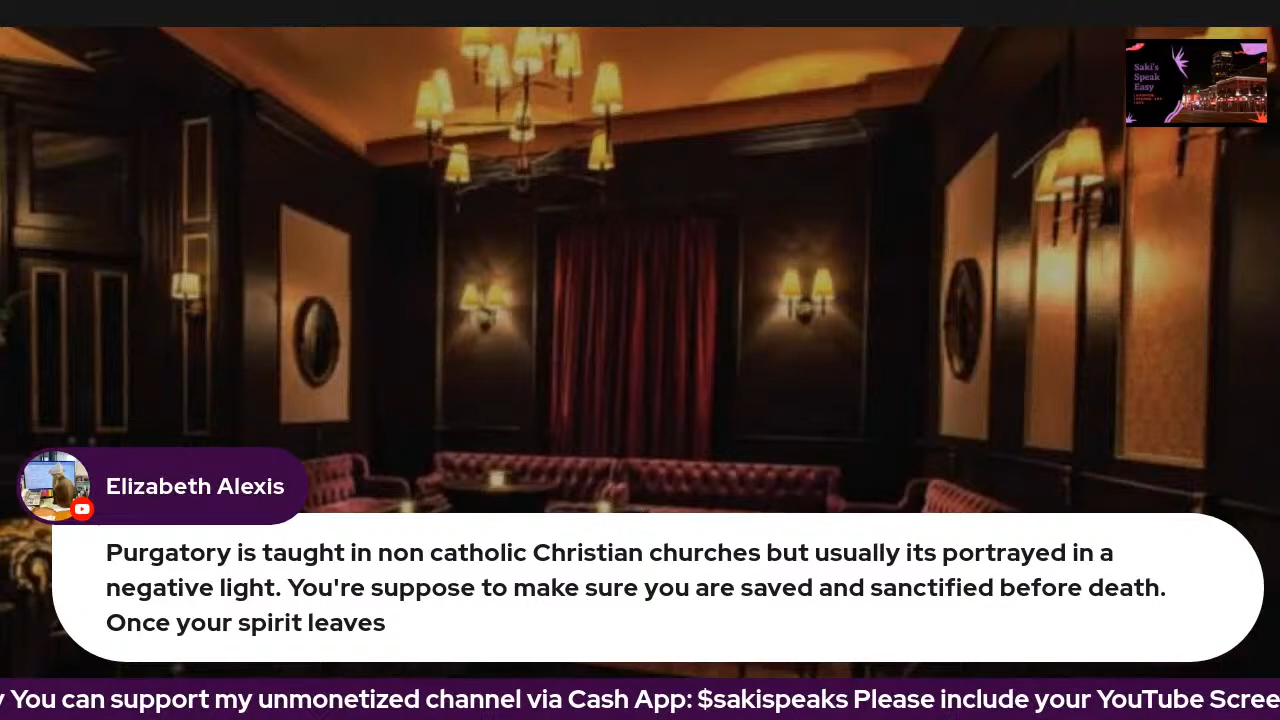 Saki's
Speak
Easy
Elizabeth Alexis
Purgatory is taught in non catholic Christian churches but usually its portrayed in a
negative light. You're suppose to make sure you are saved and sanctified before death.
Once your spirit leaves
You can support my unmonetized channel via Cash App: $sakispeaks Please include your YouTube Scree